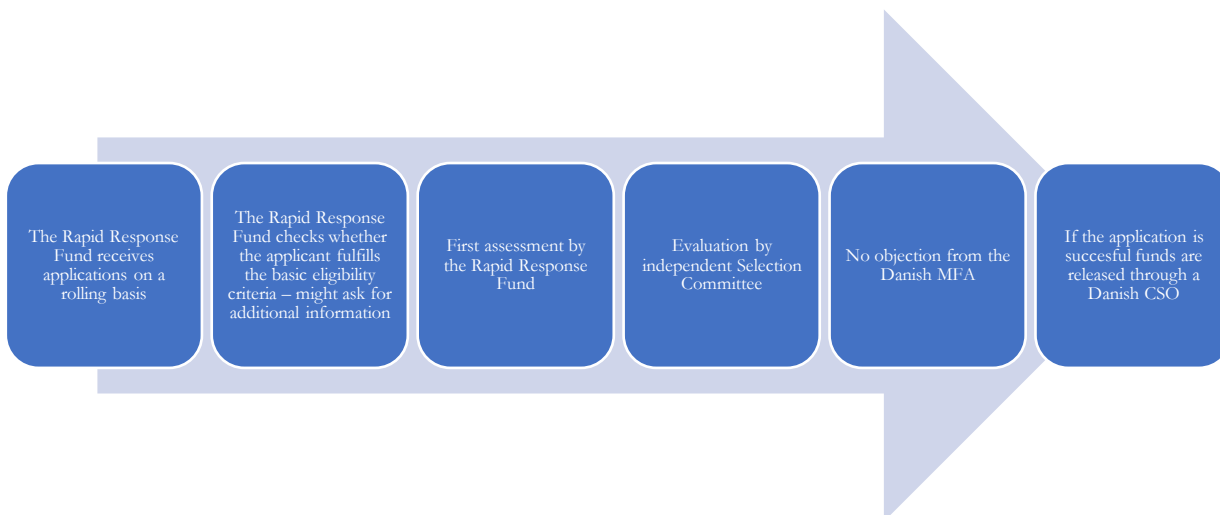 The Rapid Response
Fund receives
applications on a
rolling basis
The Rapid Response
Fund checks whether
the applicant fulfills
the basic eligibility
criteria – might ask for
additional information
First assessment by
the Rapid Response
Fund
Evaluation by
independent Selection
Committee
No objection from the
Danish MFA
If the application is
succesful funds are
released through a
Danish CSO